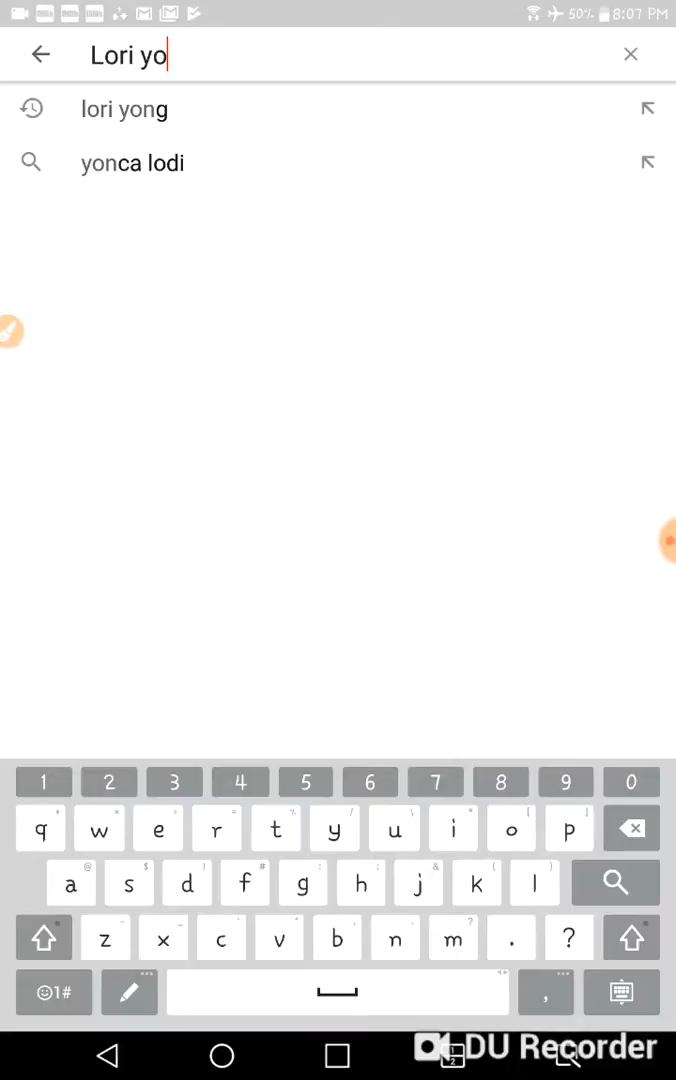 50% 8:07 PM
Lori yo
lori yong
yonca lodi
1 2 3 4 5 6 7 8 9 0
q w e r t y u i o p
@ $ ! # : ; & ( )
a s d f g h j k l
z x c v b n m . ?
☺1# ,
DU Recorder